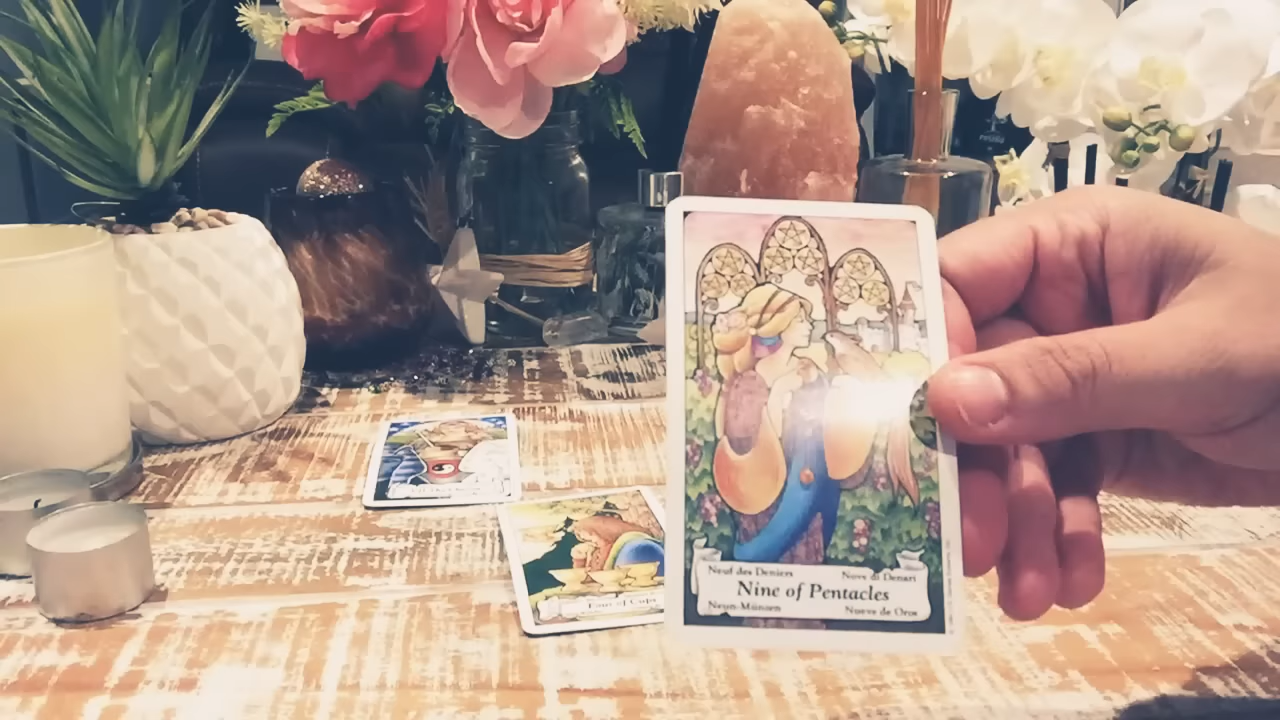 Neuf des Deniers Nove di Denari
Nine of Pentacles
Neun-Münzen Nueve de Oros
Four of Cups